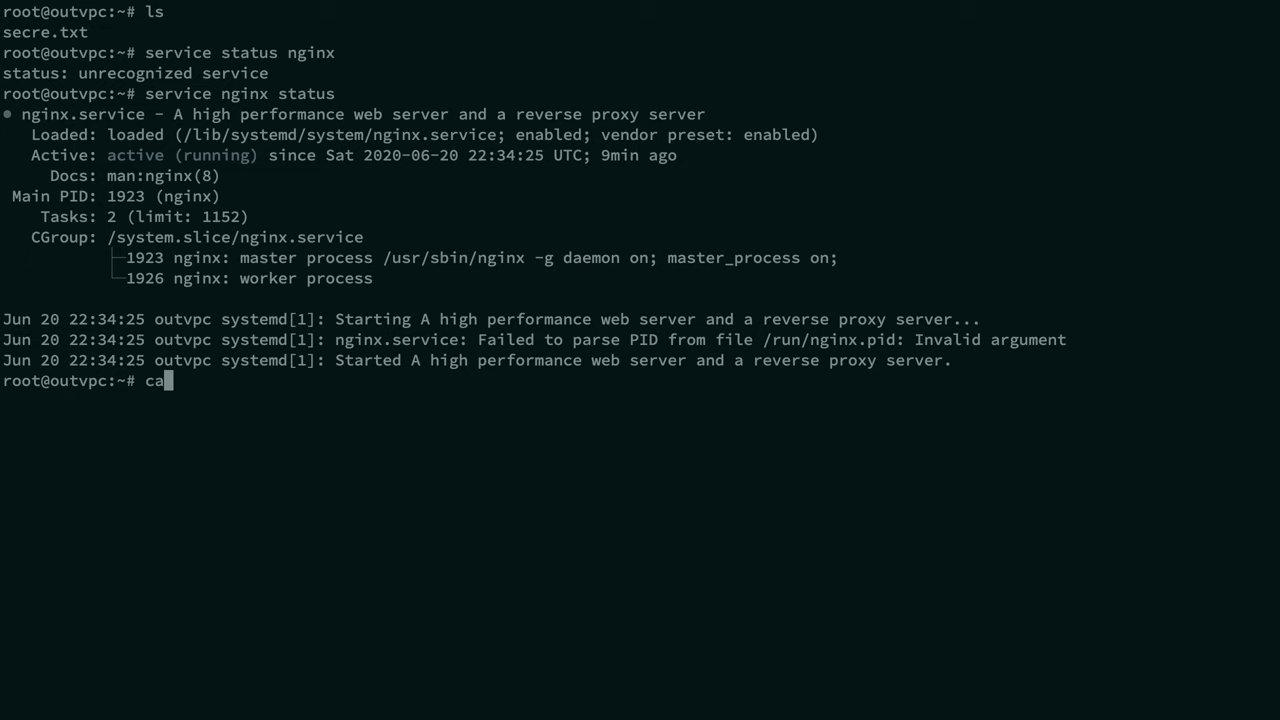 root@outvpc:~# ls
secre.txt
root@outvpc:~# service status nginx
status: unrecognized service
root@outvpc:~# service nginx status
● nginx.service - A high performance web server and a reverse proxy server
   Loaded: loaded (/lib/systemd/system/nginx.service; enabled; vendor preset: enabled)
   Active: active (running) since Sat 2020-06-20 22:34:25 UTC; 9min ago
     Docs: man:nginx(8)
 Main PID: 1923 (nginx)
    Tasks: 2 (limit: 1152)
   CGroup: /system.slice/nginx.service
           ├─1923 nginx: master process /usr/sbin/nginx -g daemon on; master_process on;
           └─1926 nginx: worker process
Jun 20 22:34:25 outvpc systemd[1]: Starting A high performance web server and a reverse proxy server...
Jun 20 22:34:25 outvpc systemd[1]: nginx.service: Failed to parse PID from file /run/nginx.pid: Invalid argument
Jun 20 22:34:25 outvpc systemd[1]: Started A high performance web server and a reverse proxy server.
root@outvpc:~# ca